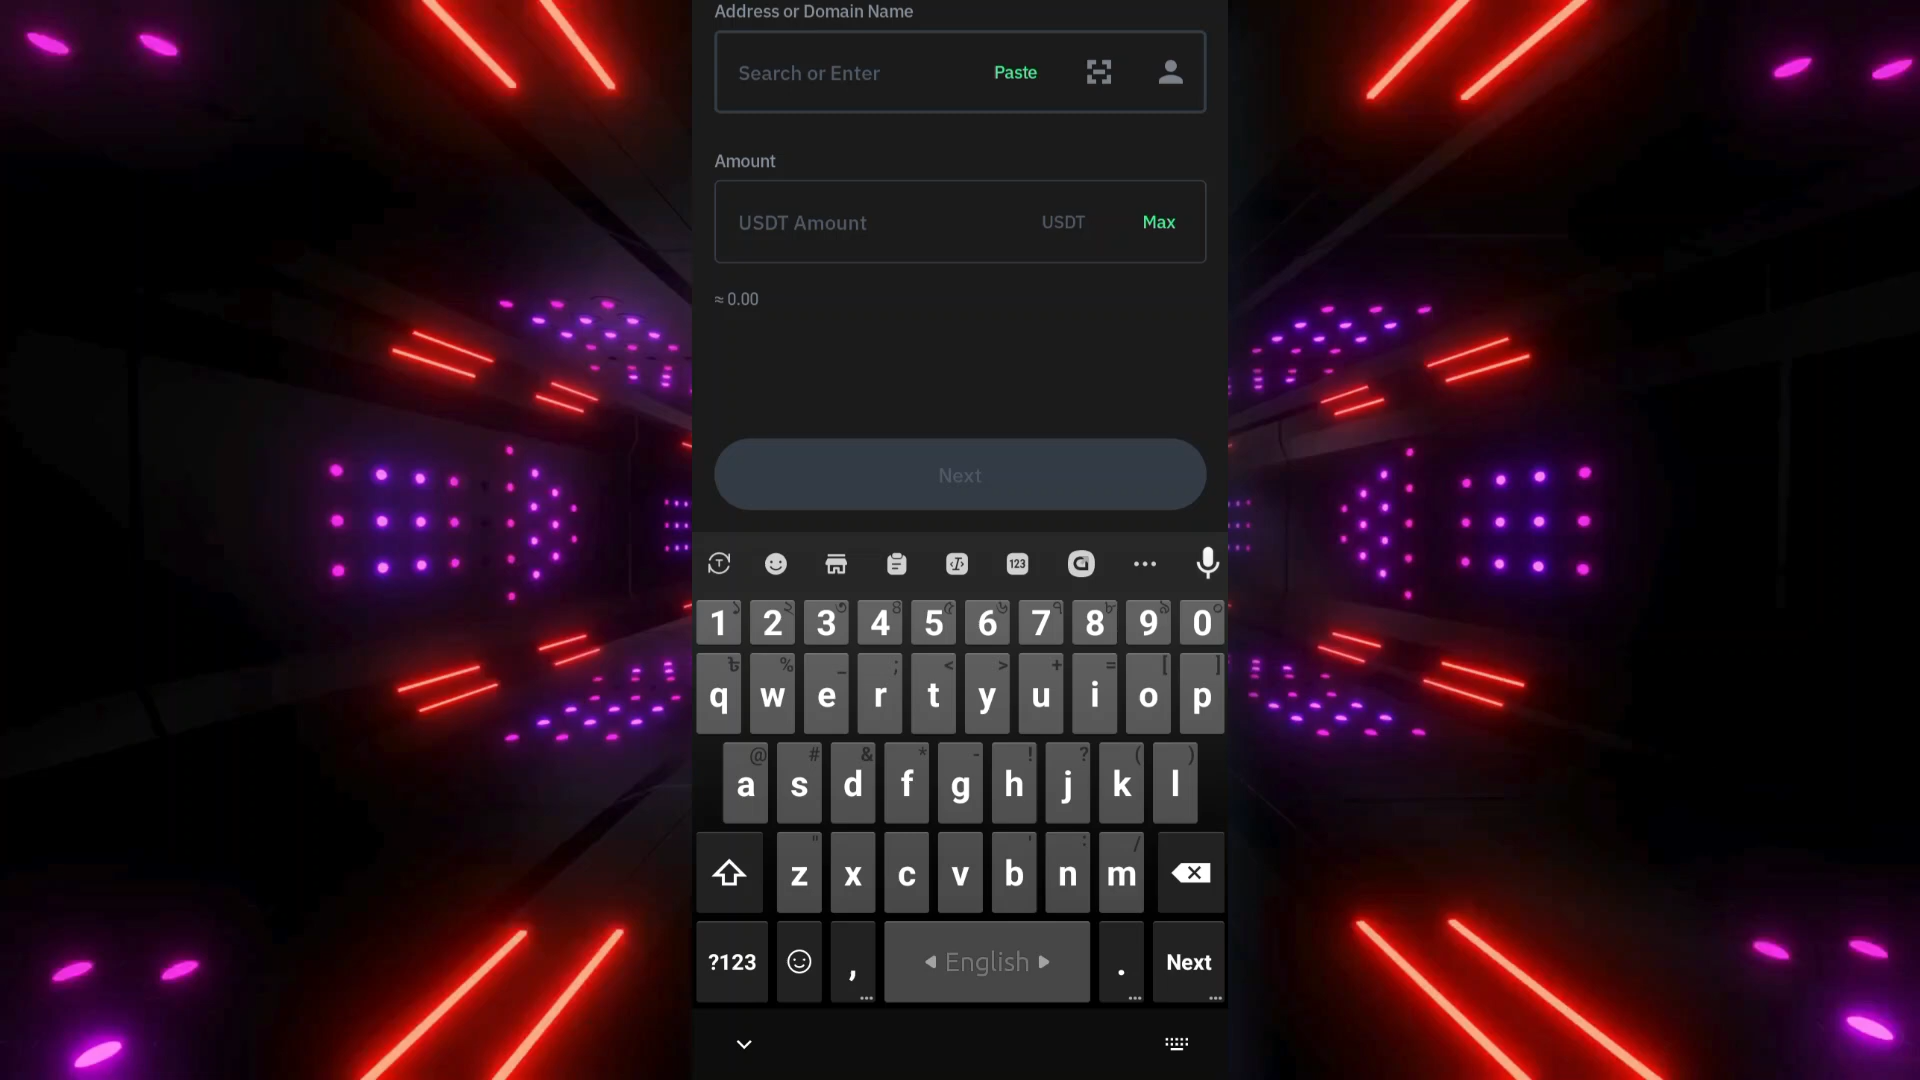 Address or Domain Name
Search or Enter Paste
Amount
USDT Amount USDT Max
≈ 0.00
Next
123
1 2 3 4 5 6 7 8 9 0
q w e r t y u i o p
a s d f g h j k l
z x c v b n m
?123 , English . Next